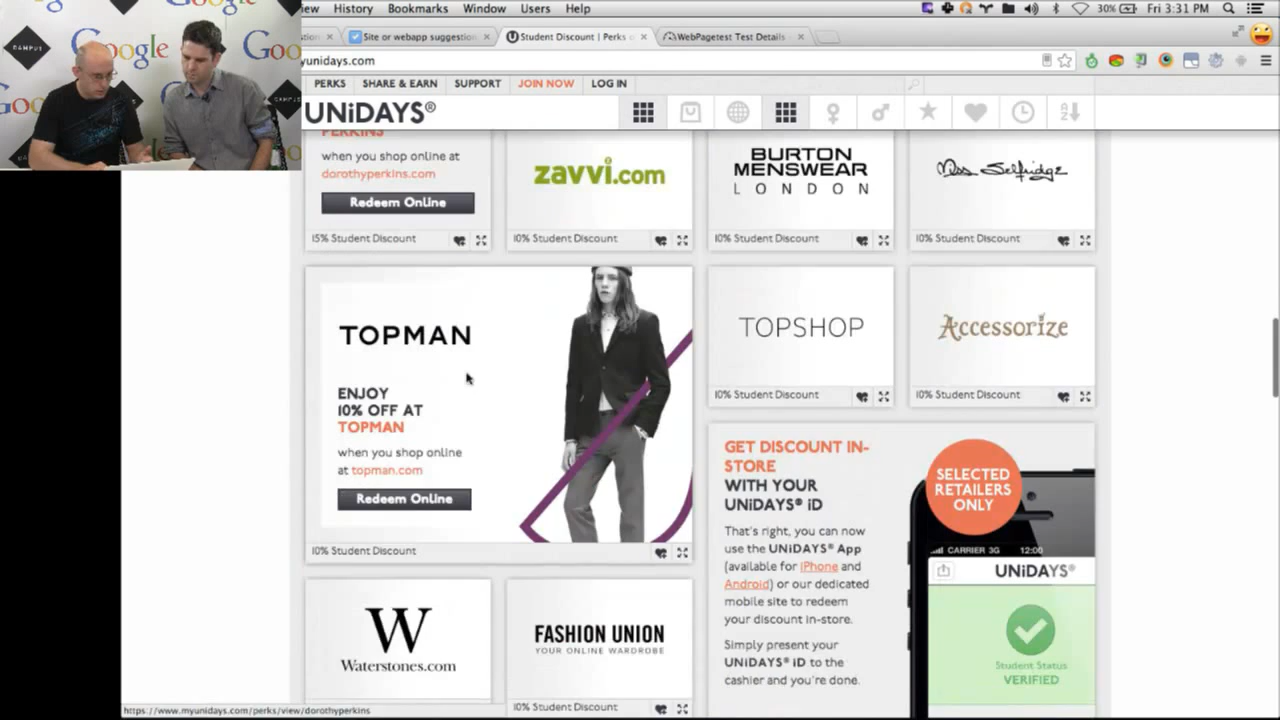 iew History Bookmarks Window Users Help
30% Fri 3:31 PM
stion
Site or webapp suggestion
Student Discount | Perks o
WebPagetest Test Details
yunidays.com
Google
CAMPUS
PERKS SHARE & EARN SUPPORT JOIN NOW LOG IN
UNiDAYS®
PERKINS
when you shop online at
dorothyperkins.com
Redeem Online
15% Student Discount
zavvi.com
10% Student Discount
BURTON
MENSWEAR
LONDON
10% Student Discount
Miss Selfridge
10% Student Discount
TOPMAN
ENJOY
10% OFF AT
TOPMAN
when you shop online
at topman.com
Redeem Online
10% Student Discount
TOPSHOP
10% Student Discount
Accessorize
10% Student Discount
GET DISCOUNT IN-
STORE
WITH YOUR
UNiDAYS® iD
That's right, you can now
use the UNiDAYS® App
(available for iPhone and
Android) or our dedicated
mobile site to redeem
your discount in-store.
Simply present your
UNiDAYS® iD to the
cashier and you're done.
SELECTED
RETAILERS
ONLY
CARRIER 3G 12:00
UNiDAYS®
Student Status
VERIFIED
W
Waterstones.com
FASHION UNION
YOUR ONLINE WARDROBE
10% Student Discount
https://www.myunidays.com/perks/view/dorothyperkins